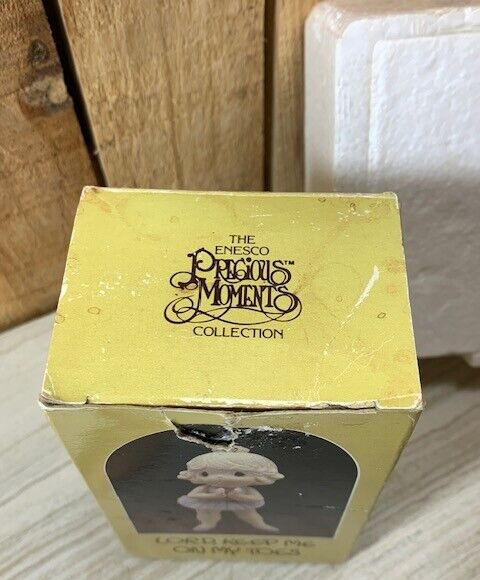 THE
ENESCO
PRECIOUS™
MOMENTS
COLLECTION
LORD, KEEP ME
ON MY TOES